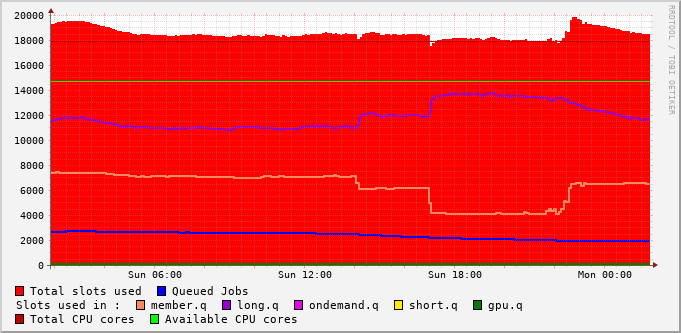 20000
18000
16000
14000
12000
10000
8000
6000
4000
2000
0
Sun 06:00 Sun 12:00 Sun 18:00 Mon 00:00
RRDTOOL / TOBI OETIKER
Total slots used Queued Jobs
Slots used in : member.q long.q ondemand.q short.q gpu.q
Total CPU cores Available CPU cores